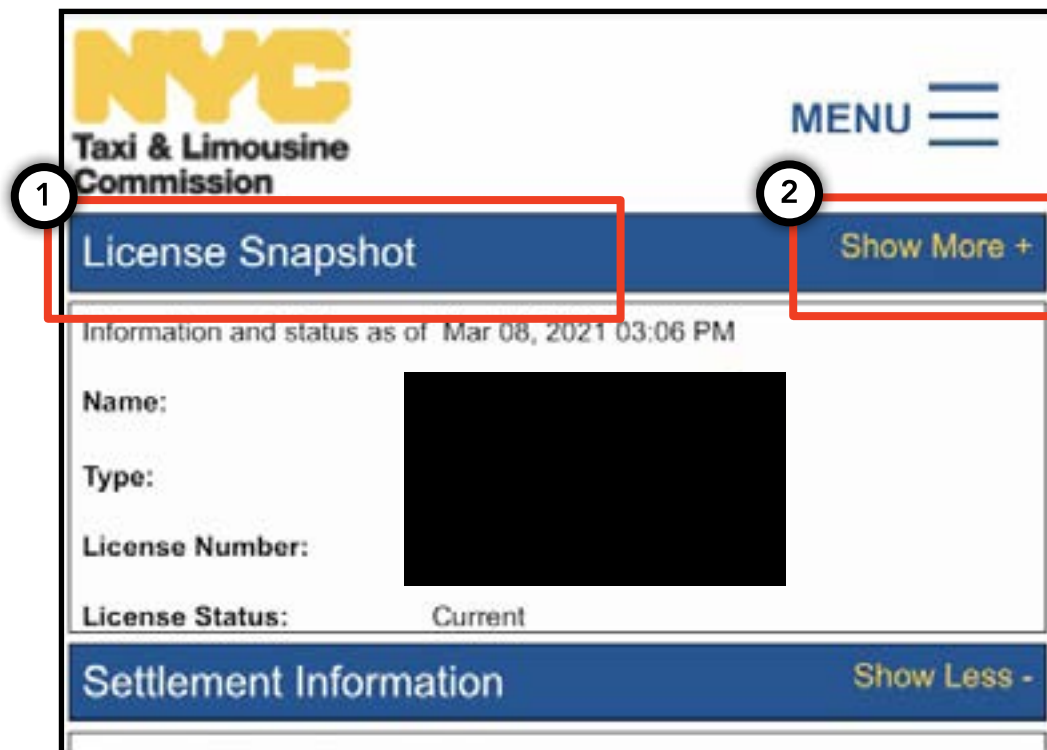 NYC
Taxi & Limousine
Commission
MENU
1
2
License Snapshot
Show More +
Information and status as of Mar 08, 2021 03:06 PM
Name:
Type:
License Number:
License Status: Current
Settlement Information
Show Less -